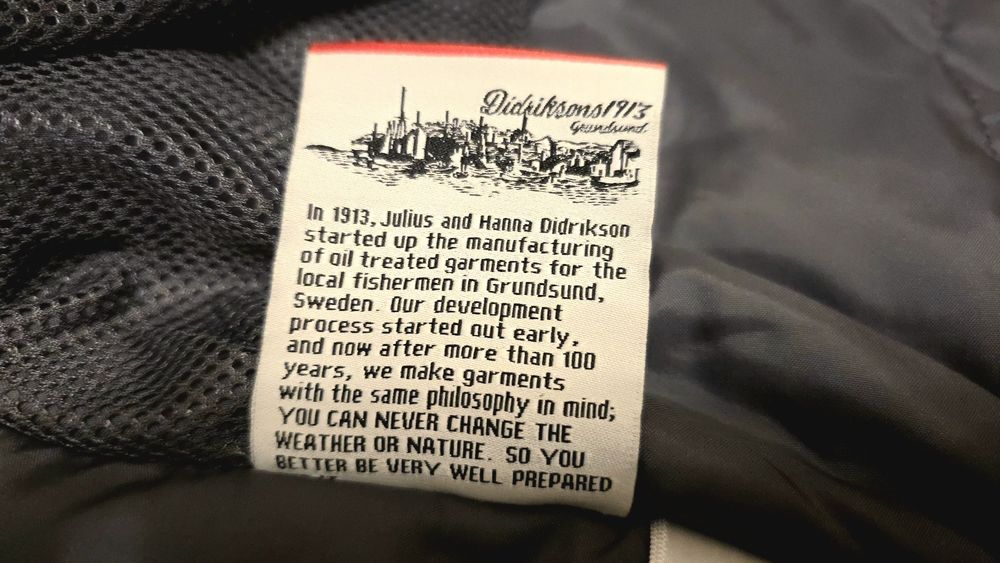 Didriksons1913
Grundsund.
In 1913, Julius and Hanna Didrikson
started up the manufacturing
of oil treated garments for the
local fishermen in Grundsund,
Sweden. Our development
process started out early,
and now after more than 100
years, we make garments
with the same philosophy in mind;
YOU CAN NEVER CHANGE THE
WEATHER OR NATURE. SO YOU
BETTER BE VERY WELL PREPARED